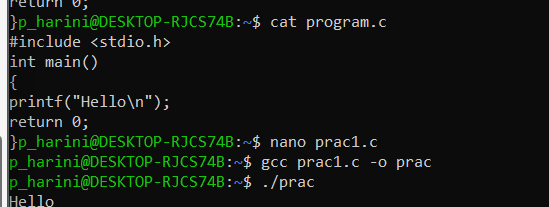 return 0;
}p_harini@DESKTOP-RJCS74B:~$ cat program.c
#include <stdio.h>
int main()
{
printf("Hello\n");
return 0;
}p_harini@DESKTOP-RJCS74B:~$ nano prac1.c
p_harini@DESKTOP-RJCS74B:~$ gcc prac1.c -o prac
p_harini@DESKTOP-RJCS74B:~$ ./prac
Hello